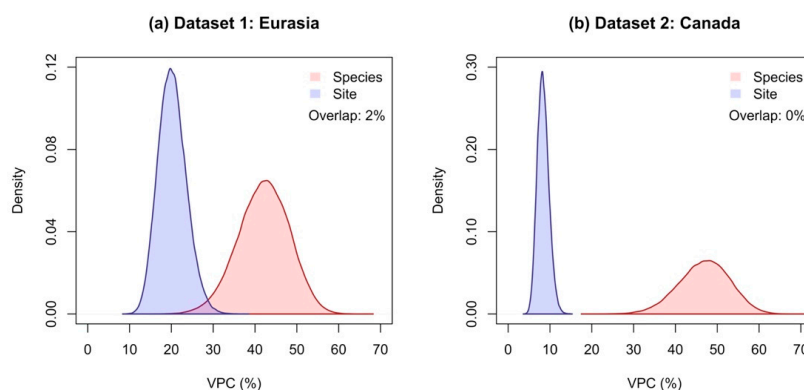 (a) Dataset 1: Eurasia
0.12
0.08
0.04
0.00
Density
Species
Site
Overlap: 2%
0 10 20 30 40 50 60 70
VPC (%)
(b) Dataset 2: Canada
0.30
0.20
0.10
0.00
Density
Species
Site
Overlap: 0%
0 10 20 30 40 50 60 70
VPC (%)